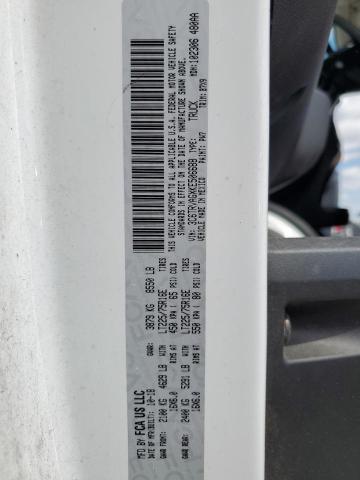 MFD BY: FCA US LLC
DATE OF MFR(BUILT): 10-18
GVWR: 3879 KG 8550 LB
GAWR FRONT: 2100 KG 4629 LB TIRES LT225/75R16E
RIMS AT 16X6.0 450 KPA ( 65 PSI) COLD
GAWR REAR: 2400 KG 5291 LB TIRES LT225/75R16E
RIMS AT 16X6.0 550 KPA ( 80 PSI) COLD
THIS VEHICLE CONFORMS TO ALL
APPLICABLE U.S.A. FEDERAL MOTOR VEHICLE SAFETY
STANDARDS IN EFFECT ON THE DATE OF MANUFACTURE SHOWN ABOVE.
VIN: 3C6TRVAGXKE506888 TYPE: TRUCK
VEHICLE MADE IN MEXICO PAINT: PW7 TRIM: B7X9
MDH: 102306 480AA